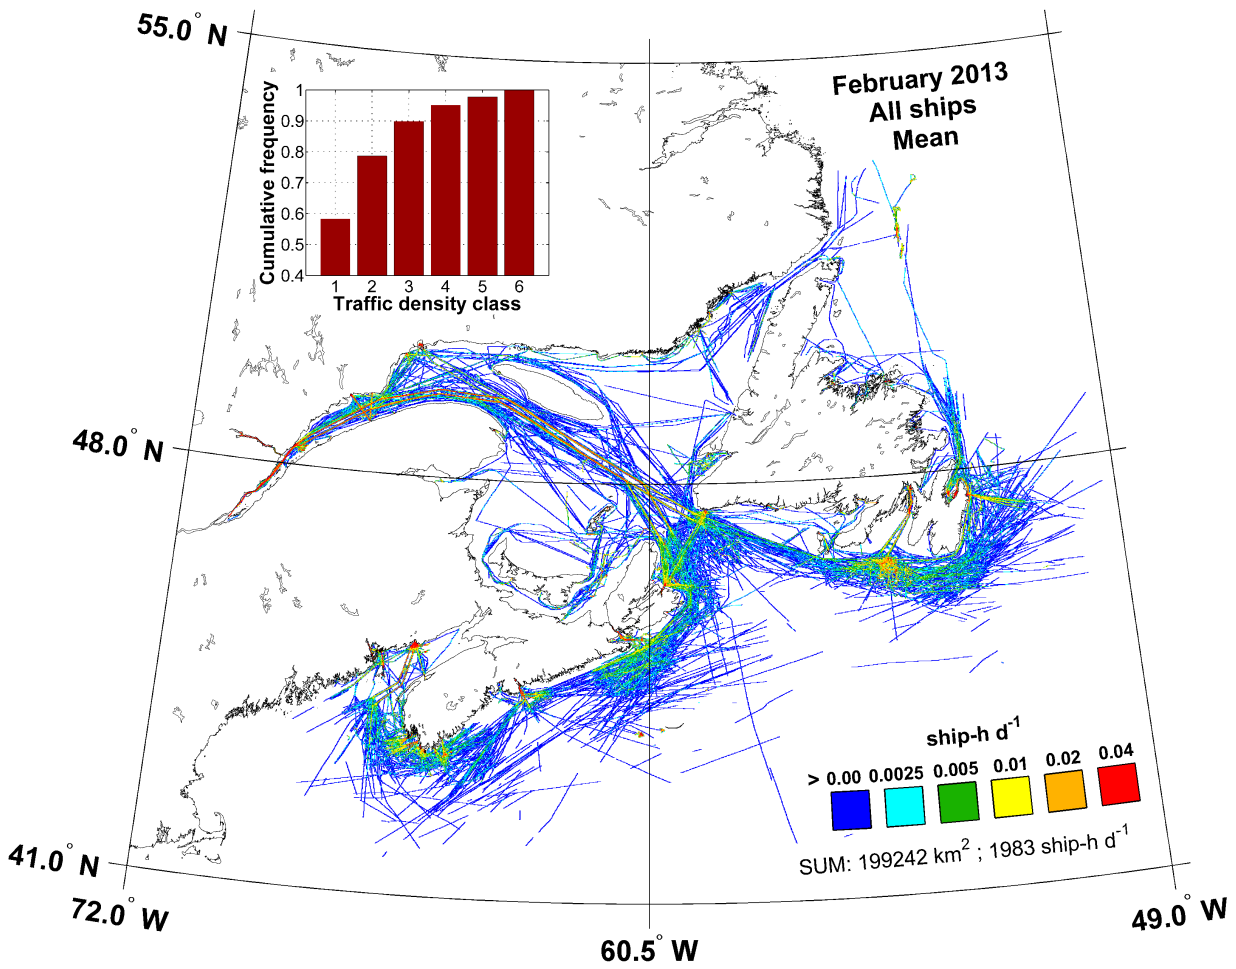 55.0° N
February 2013
All ships
Mean
Cumulative frequency
1
0.9
0.8
0.7
0.6
0.5
0.4
1 2 3 4 5 6
Traffic density class
48.0° N
ship-h d-1
> 0.00 0.0025 0.005 0.01 0.02 0.04
SUM: 199242 km2 ; 1983 ship-h d-1
41.0° N
72.0° W
60.5° W
49.0° W